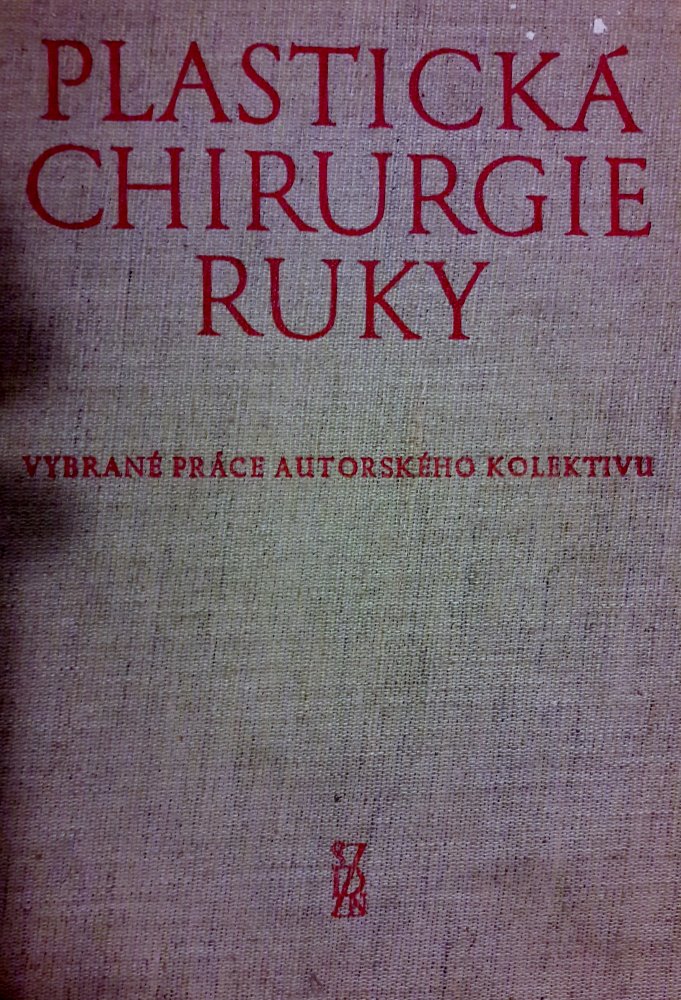 PLASTICKÁ
CHIRURGIE
RUKY
VYBRANÉ PRÁCE AUTORSKÉHO KOLEKTIVU